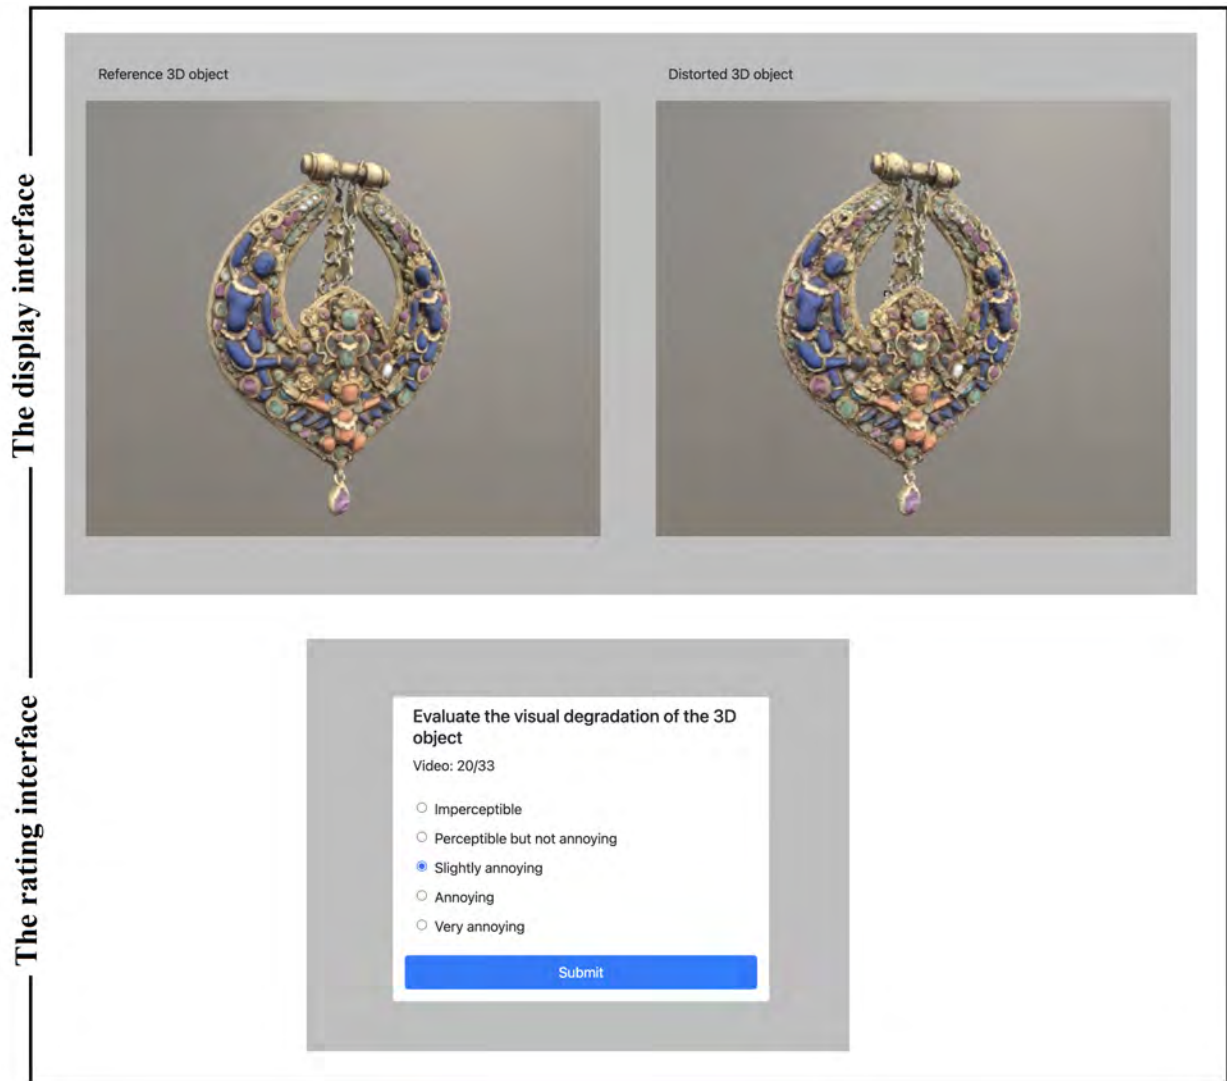 The display interface
Reference 3D object
Distorted 3D object
The rating interface
Evaluate the visual degradation of the 3D
object
Video: 20/33
Imperceptible
Perceptible but not annoying
Slightly annoying
Annoying
Very annoying
Submit